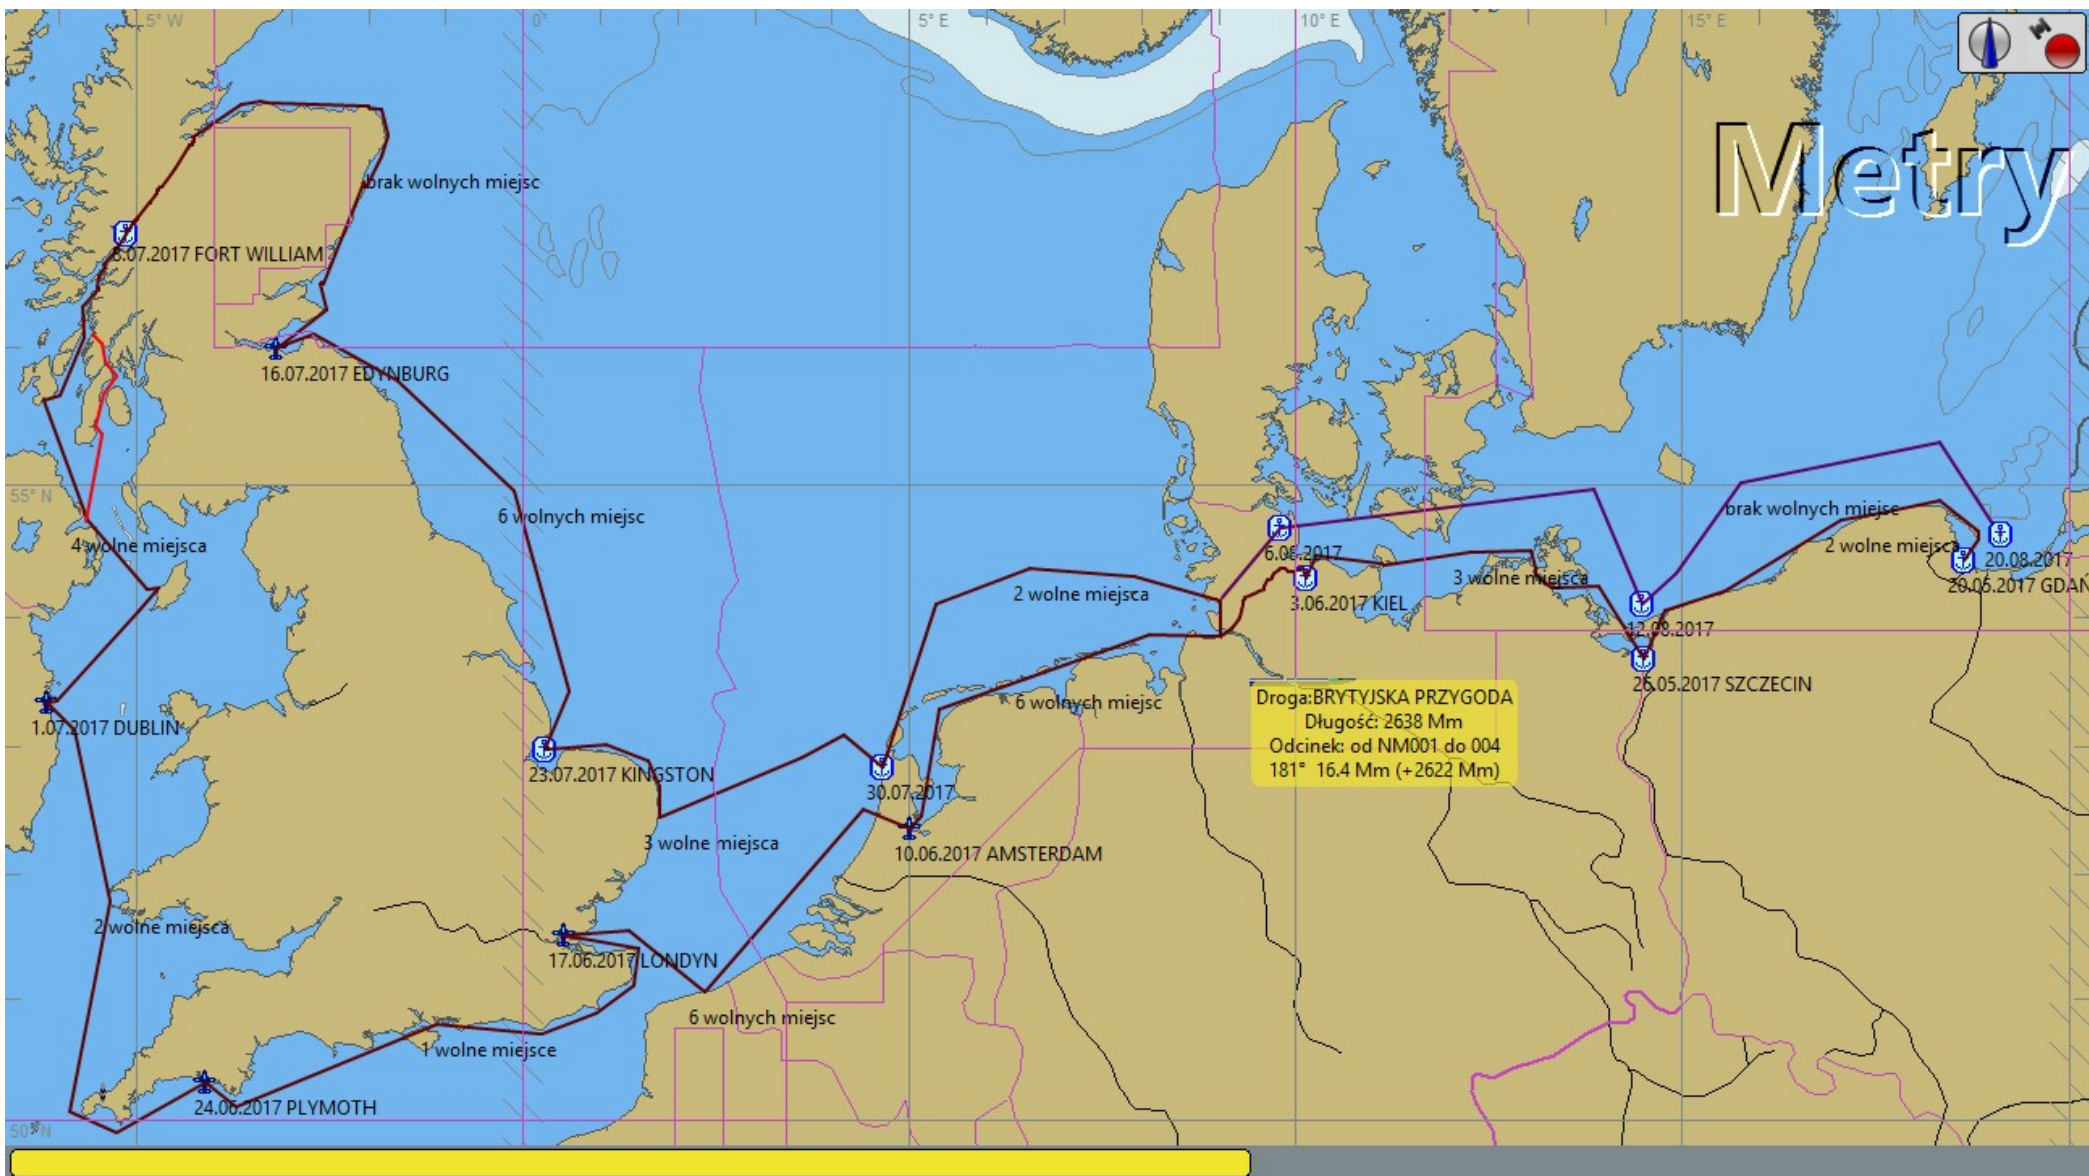 5° W
0°
5° E
10° E
15° E
Metry
brak wolnych miejsc
8.07.2017 FORT WILLIAM
16.07.2017 EDYNBURG
55° N
6 wolnych miejsc
brak wolnych miejsc
4 wolne miejsca
2 wolne miejsca
6.08.2017
20.08.2017
3 wolne miejsca
20.05.2017 GDAŃ
2 wolne miejsca
3.06.2017 KIEL
12.08.2017
26.05.2017 SZCZECIN
6 wolnych miejsc
Droga:BRYTYJSKA PRZYGODA
Długość: 2638 Mm
Odcinek: od NM001 do 004
181° 16.4 Mm (+2622 Mm)
1.07.2017 DUBLIN
23.07.2017 KINGSTON
30.07.2017
3 wolne miejsca
10.06.2017 AMSTERDAM
2 wolne miejsca
17.06.2017 LONDYN
6 wolnych miejsc
1 wolne miejsce
24.06.2017 PLYMOTH
50° N